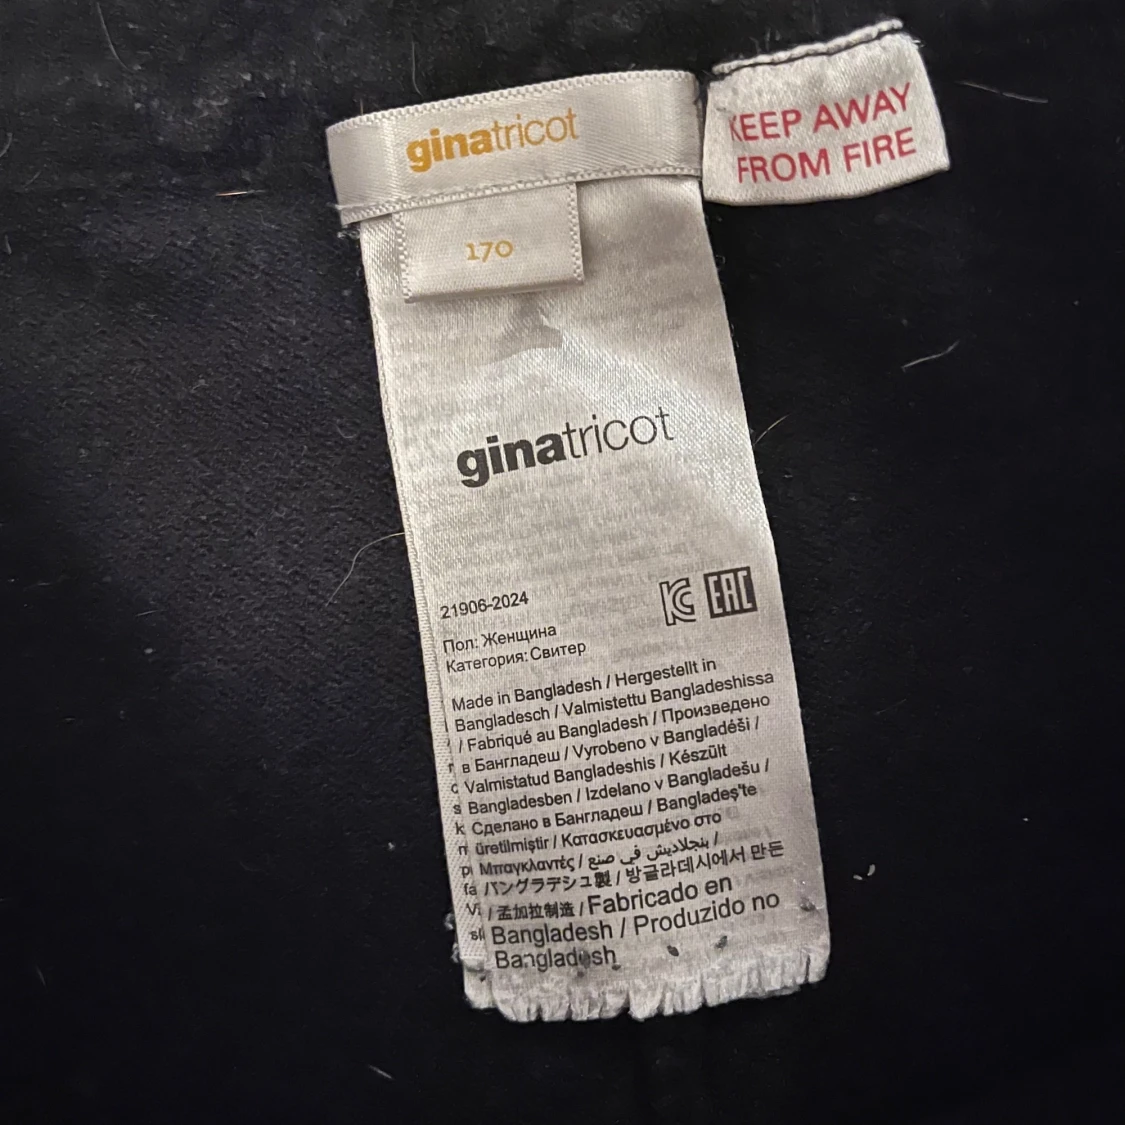 ginatricot
KEEP AWAY
FROM FIRE
170
ginatricot
21906-2024
EAC
Пол: Женщина
Категория: Свитер
Made in Bangladesh / Hergestellt in
Bangladesch / Valmistettu Bangladeshissa
/ Fabriqué au Bangladesh / Произведено
в Бангладеш / Vyrobeno v Bangladéši /
Valmistatud Bangladeshis / Készült
Bangladesben / Izdelano v Bangladešu /
Сделано в Бангладеш / Bangladeş'te
üretilmiştir / Κατασκευασμένο στο
Μπαγκλαντές / بنجلاديش في صنع /
バングラデシュ製 / 방글라데시에서 만든
/ 孟加拉制造 / Fabricado en
Bangladesh / Produzido no
Bangladesh